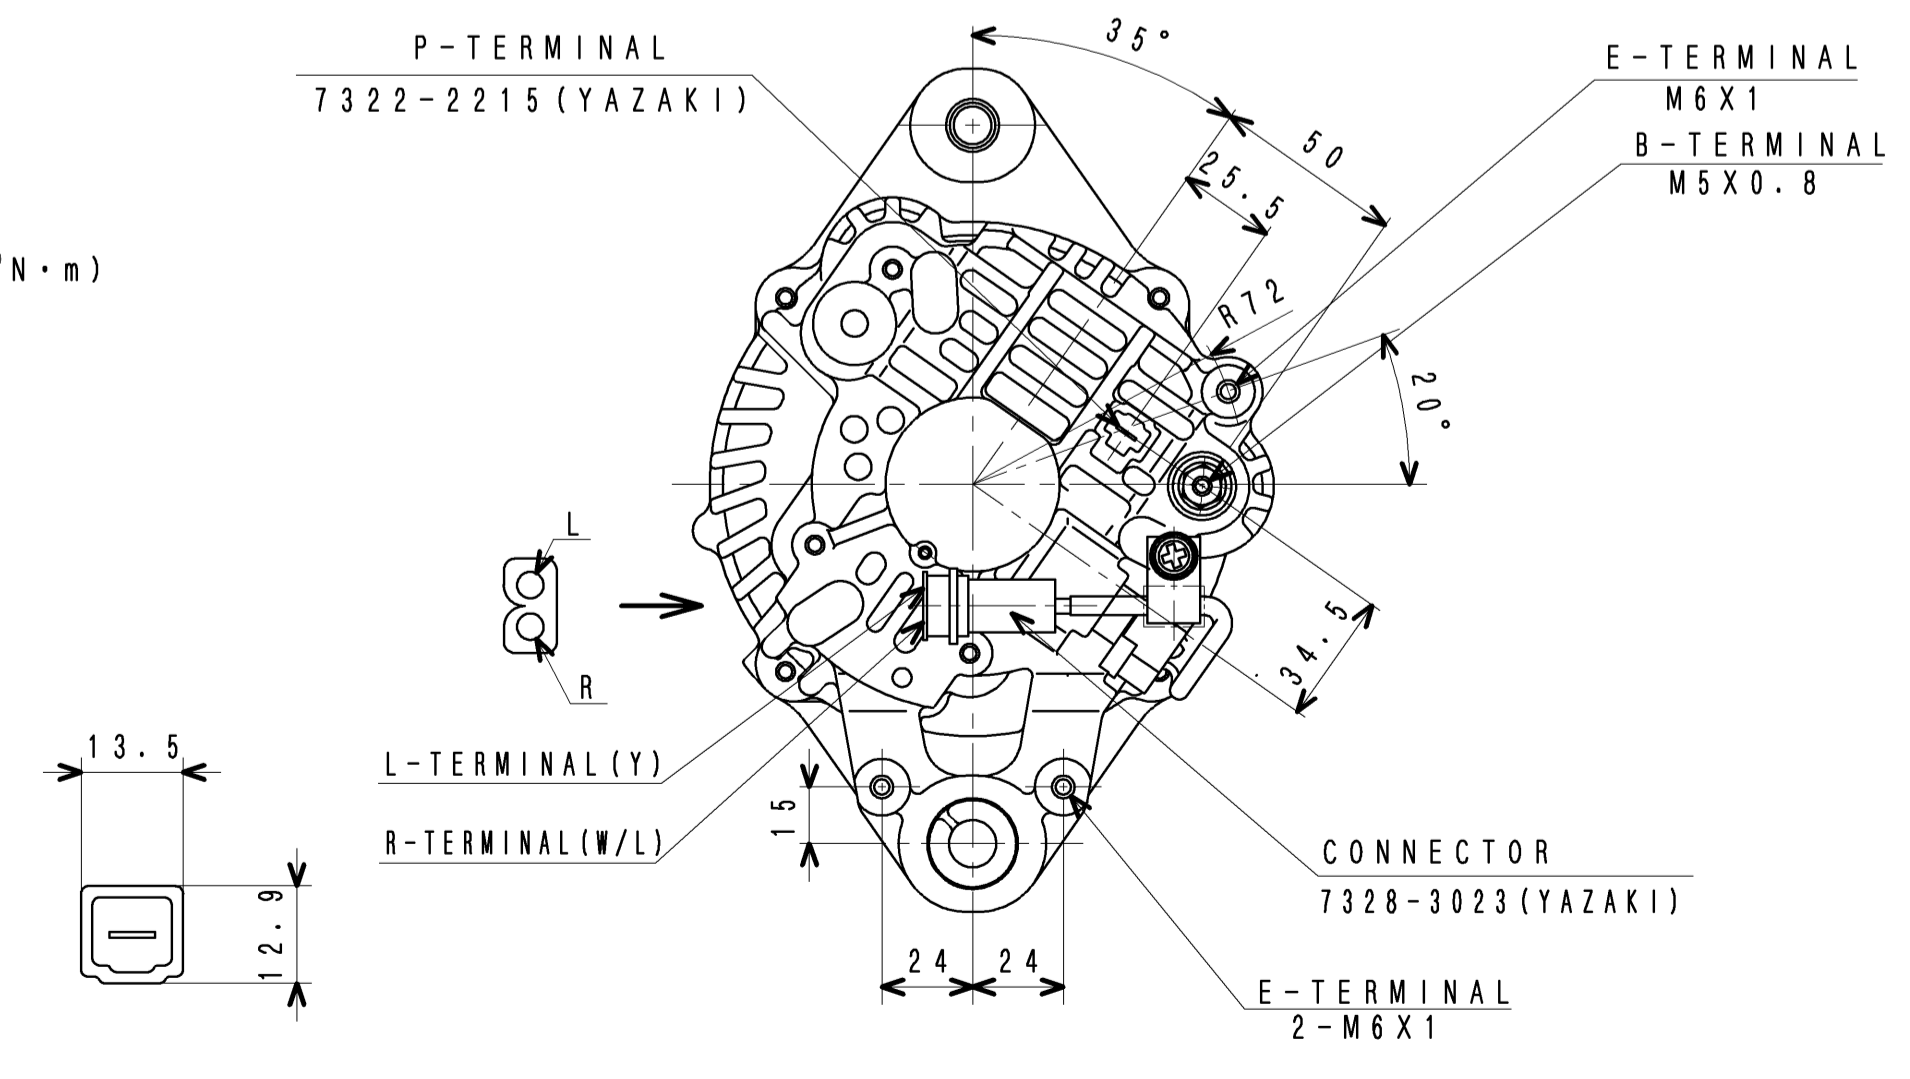 P-TERMINAL
7322-2215(YAZAKI)
35°
E-TERMINAL
M6X1
B-TERMINAL
M5X0.8
50
25.5
R72
20°
N・m)
L
R
34.5
13.5
12.9
L-TERMINAL(Y)
R-TERMINAL(W/L)
15
24
24
CONNECTOR
7328-3023(YAZAKI)
E-TERMINAL
2-M6X1